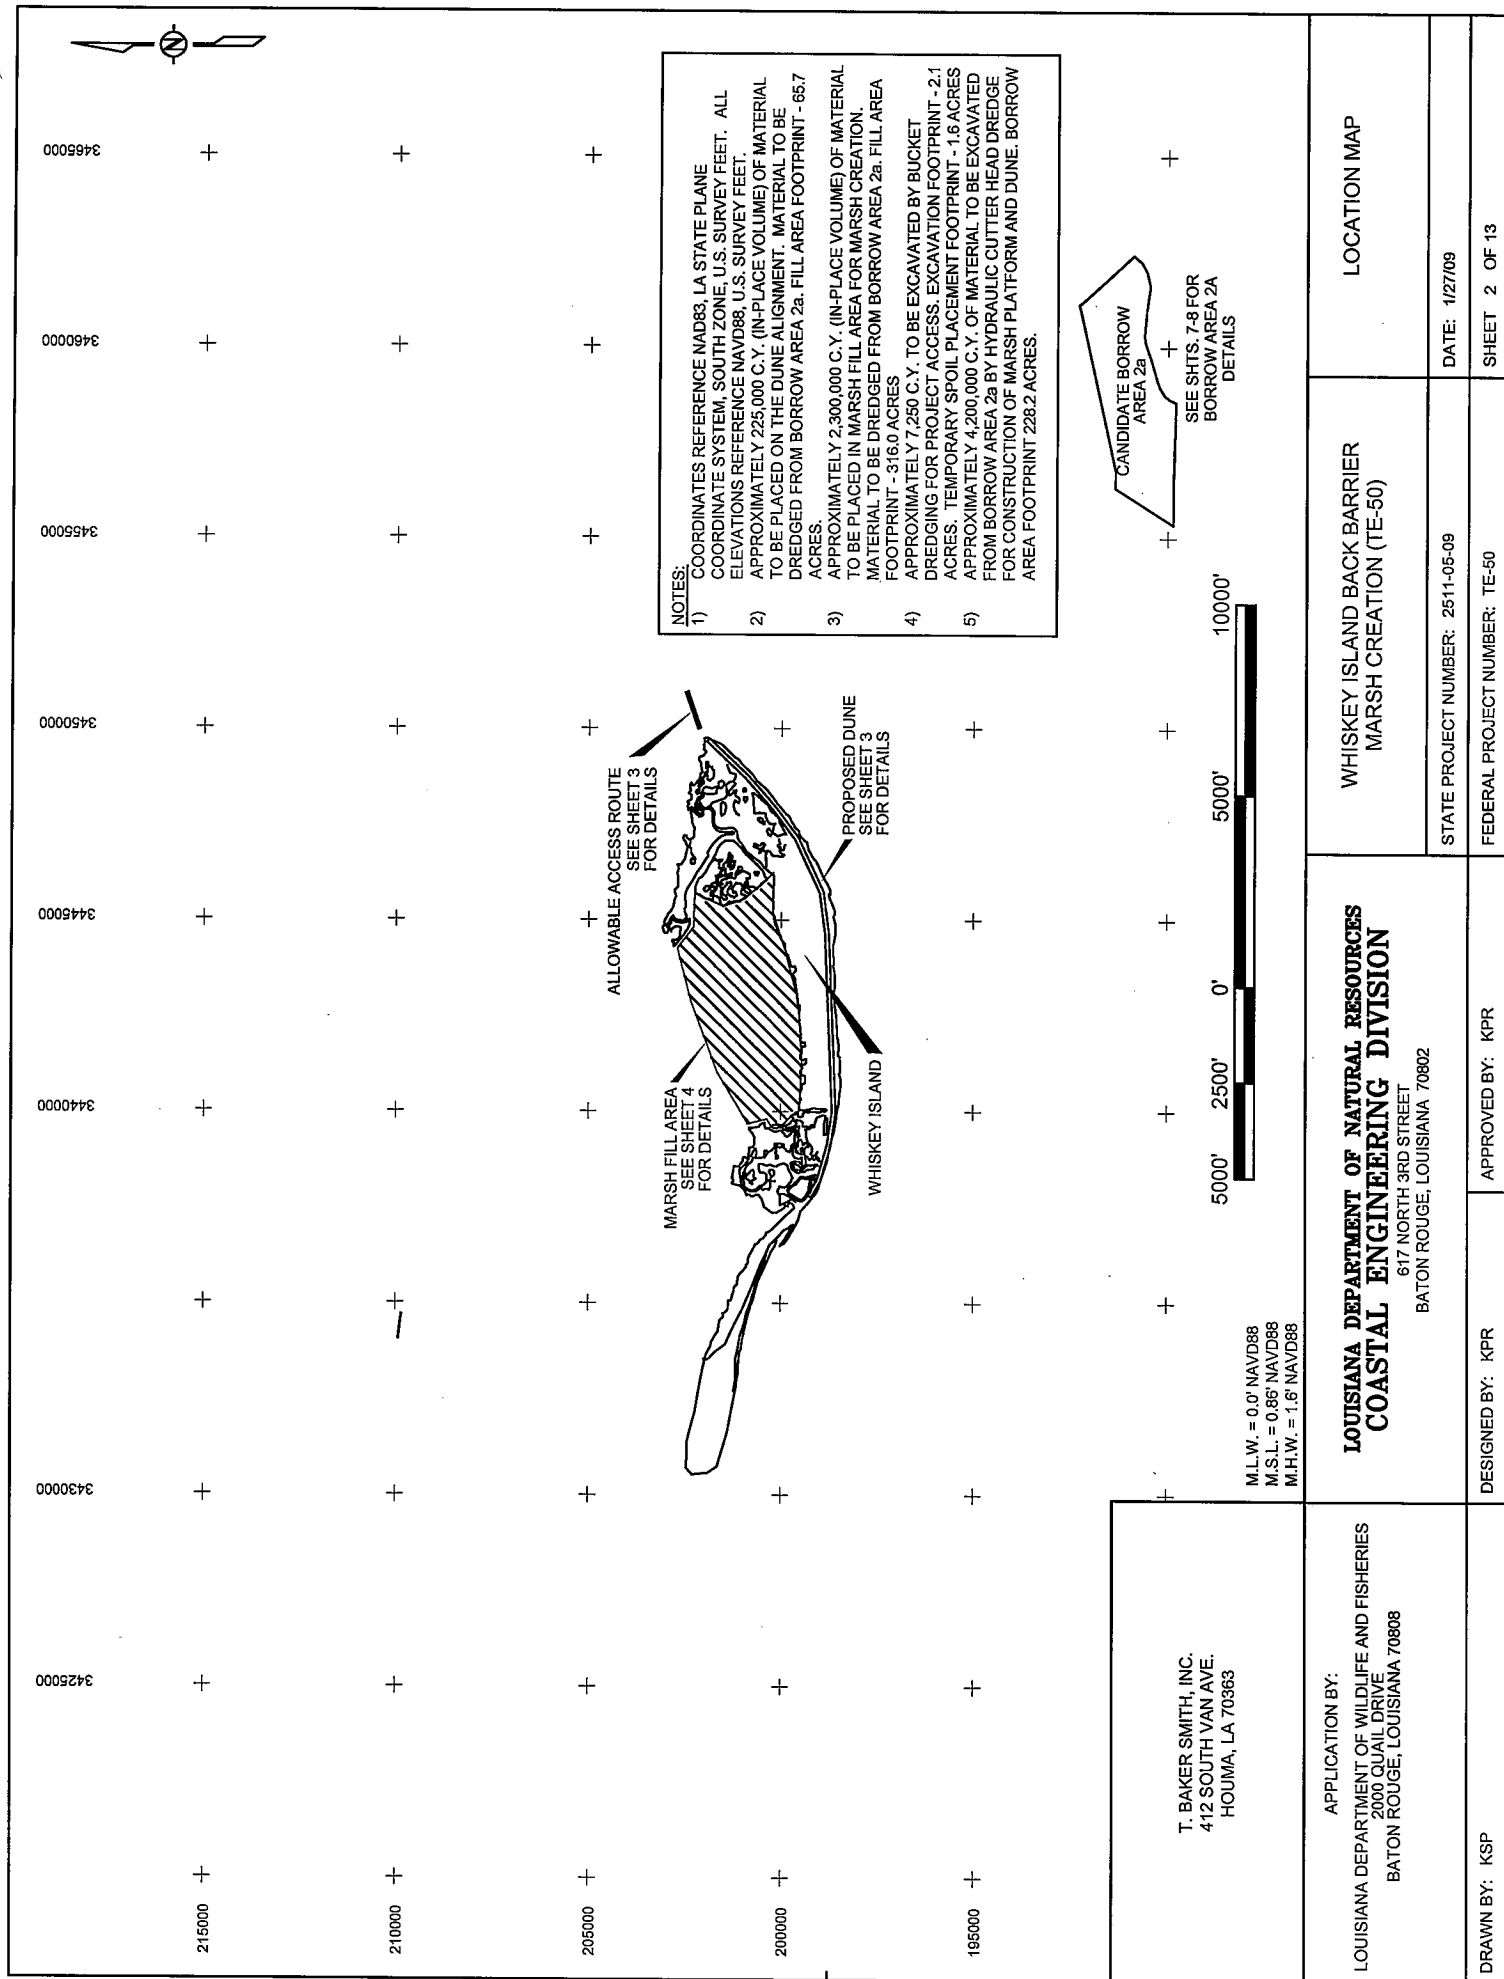 3425000
3430000
3440000
3445000
3450000
3455000
3460000
3465000
N
215000
210000
205000
200000
195000
ALLOWABLE ACCESS ROUTE
SEE SHEET 3
FOR DETAILS
MARSH FILL AREA
SEE SHEET 4
FOR DETAILS
WHISKEY ISLAND
PROPOSED DUNE
SEE SHEET 3
FOR DETAILS
NOTES:
1) COORDINATES REFERENCE NAD83, LA STATE PLANE
COORDINATE SYSTEM, SOUTH ZONE, U.S. SURVEY FEET. ALL
ELEVATIONS REFERENCE NAVD88, U.S. SURVEY FEET.
2) APPROXIMATELY 225,000 C.Y. (IN-PLACE VOLUME) OF MATERIAL
TO BE PLACED ON THE DUNE ALIGNMENT. MATERIAL TO BE
DREDGED FROM BORROW AREA 2a. FILL AREA FOOTPRINT - 65.7
ACRES.
3) APPROXIMATELY 2,300,000 C.Y. (IN-PLACE VOLUME) OF MATERIAL
TO BE PLACED IN MARSH FILL AREA FOR MARSH CREATION.
MATERIAL TO BE DREDGED FROM BORROW AREA 2a. FILL AREA
FOOTPRINT - 316.0 ACRES
4) APPROXIMATELY 7,250 C.Y. TO BE EXCAVATED BY BUCKET
DREDGING FOR PROJECT ACCESS. EXCAVATION FOOTPRINT - 2.1
ACRES. TEMPORARY SPOIL PLACEMENT FOOTPRINT - 1.6 ACRES
5) APPROXIMATELY 4,200,000 C.Y. OF MATERIAL TO BE EXCAVATED
FROM BORROW AREA 2a BY HYDRAULIC CUTTER HEAD DREDGE
FOR CONSTRUCTION OF MARSH PLATFORM AND DUNE. BORROW
AREA FOOTPRINT 228.2 ACRES.
CANDIDATE BORROW
AREA 2a
SEE SHTS. 7-8 FOR
BORROW AREA 2A
DETAILS
5000' 2500' 0' 5000' 10000'
M.L.W. = 0.0' NAVD88
M.S.L. = 0.86' NAVD88
M.H.W. = 1.6' NAVD88
T. BAKER SMITH, INC.
412 SOUTH VAN AVE.
HOUMA, LA 70363
APPLICATION BY:
LOUISIANA DEPARTMENT OF WILDLIFE AND FISHERIES
2000 QUAIL DRIVE
BATON ROUGE, LOUISIANA 70808
LOUISIANA DEPARTMENT OF NATURAL RESOURCES
COASTAL ENGINEERING DIVISION
617 NORTH 3RD STREET
BATON ROUGE, LOUISIANA 70802
WHISKEY ISLAND BACK BARRIER
MARSH CREATION (TE-50)
LOCATION MAP
STATE PROJECT NUMBER: 2511-05-09
DATE: 1/27/09
DRAWN BY: KSP
DESIGNED BY: KPR
APPROVED BY: KPR
FEDERAL PROJECT NUMBER: TE-50
SHEET 2 OF 13